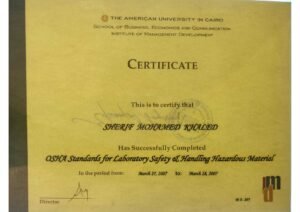 THE AMERICAN UNIVERSITY IN CAIRO
SCHOOL OF BUSINESS, ECONOMICS AND COMMUNICATION
INSTITUTE OF MANAGEMENT DEVELOPMENT
CERTIFICATE
This is to certify that
SHERIF MOHAMED KHALED
Has Successfully Completed
OSHA Standards for Laboratory Safety & Handling Hazardous Materiel
In the period from: March 27, 2007 to: March 28, 2007
Director
imd